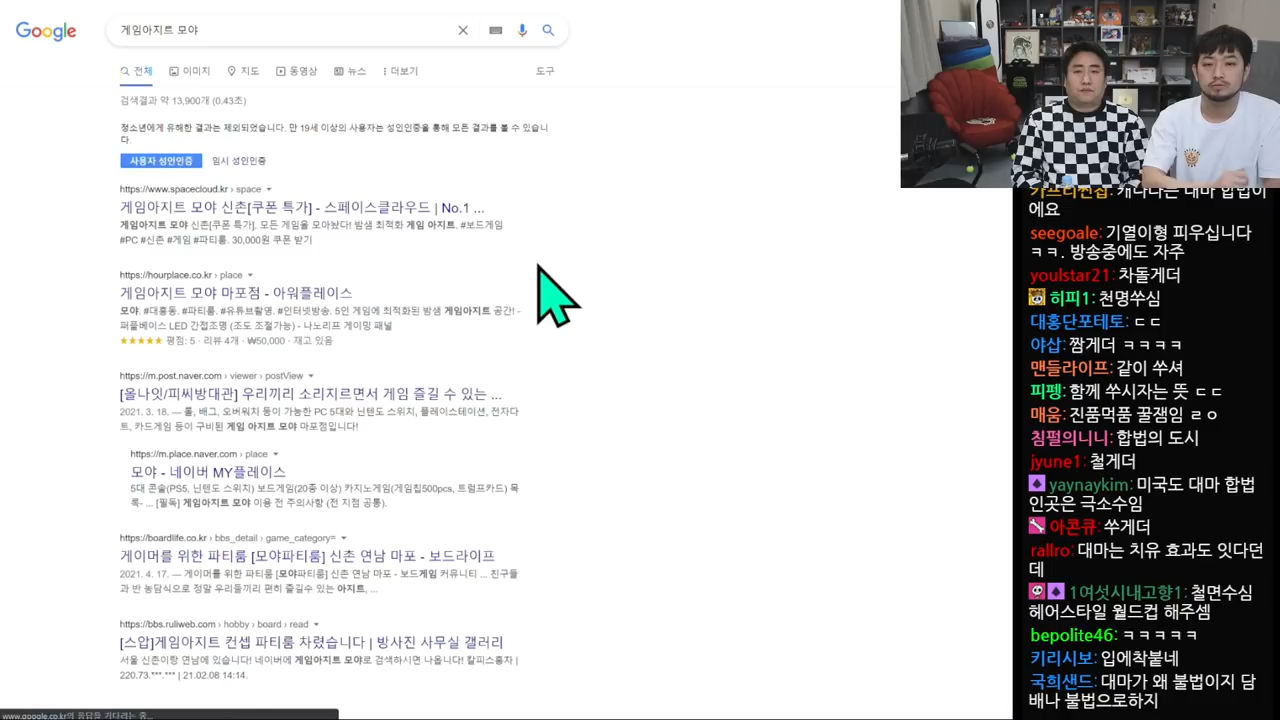 Google
게임아지트 모야
전체 이미지 지도 동영상 뉴스 더보기 도구
검색결과 약 13,900개 (0.43초)
청소년에게 유해한 결과는 제외되었습니다. 만 19세 이상의 사용자는 성인인증을 통해 모든 결과를 볼 수 있습니
다.
사용자 성인인증 임시 성인인증
https://www.spacecloud.kr › space
게임아지트 모야 신촌[쿠폰 특가] - 스페이스클라우드 | No.1 ...
게임아지트 모야 신촌[쿠폰 특가]. 모든 게임을 모아놨다! 밤샘 최적화 게임 아지트. #보드게임
#PC #신촌 #게임 #파티룸. 30,000원 쿠폰 받기
https://hourplace.co.kr › place
게임아지트 모야 마포점 - 아워플레이스
모야. #대흥동. #파티룸. #유튜브촬영. #인터넷방송. 5인 게임에 최적화된 밤샘 게임아지트 공간! -
퍼플베이스 LED 간접조명 (조도 조절가능) - 나노리프 게이밍 패널
★★★★★ 평점: 5 · 리뷰 4개 · ₩50,000 · 재고 있음
https://m.post.naver.com › viewer › postView
[올나잇/피씨방대관] 우리끼리 소리지르면서 게임 즐길 수 있는 ...
2021. 3. 18. — 롤, 배그, 오버워치 등이 가능한 PC 5대와 닌텐도 스위치, 플레이스테이션, 전자다
트, 카드게임 등이 구비된 게임 아지트 모야 마포점입니다!
https://m.place.naver.com › place
모야 - 네이버 MY플레이스
5대 콘솔(PS5, 닌텐도 스위치) 보드게임(20종 이상) 카지노게임(게임칩500pcs, 트럼프카드) 목
록- ... [필독] 게임아지트 모야 이용 전 주의사항 (전 지점 공통).
https://boardlife.co.kr › bbs_detail › game_category=
게이머를 위한 파티룸 [모야파티룸] 신촌 연남 마포 - 보드라이프
2021. 4. 17. — 게이머를 위한 파티룸 [모야파티룸] 신촌 연남 마포 - 보드게임 커뮤니티 ... 친구들
과 반 농담식으로 정말 우리들끼리 편히 즐길수 있는 아지트, ...
https://bbs.ruliweb.com › hobby › board › read
[스압]게임아지트 컨셉 파티룸 차렸습니다 | 방사진 사무실 갤러리
서울 신촌이랑 연남에 있습니다! 네이버에 게임아지트 모야로 검색하시면 나옵니다! 칼피스홍차 |
220.73.***.*** | 21.02.08 14:14.
www.google.co.kr의 응답을 기다리는 중...
에요
seegoale: 기열이형 피우십니다
ㅋㅋ. 방송중에도 자주
youlstar21: 차돌게더
히피1: 천명쑤심
대홍단포테토: ㄷㄷ
야삽: 짬게더 ㅋㅋㅋㅋ
맨들라이프: 같이 쑤셔
피펭: 함께 쑤시자는 뜻 ㄷㄷ
매움: 진품먹품 꿀잼임 ㄹㅇ
침펄의니니: 합법의 도시
jyune1: 철게더
yaynaykim: 미국도 대마 합법
인곳은 극소수임
아콘큐: 쑤게더
rallro: 대마는 치유 효과도 잇다던
데
1여섯시내고향1: 철면수심
헤어스타일 월드컵 해주셈
bepolite46: ㅋㅋㅋㅋㅋ
키리시보: 입에착붙네
국희샌드: 대마가 왜 불법이지 담
배나 불법으로하지